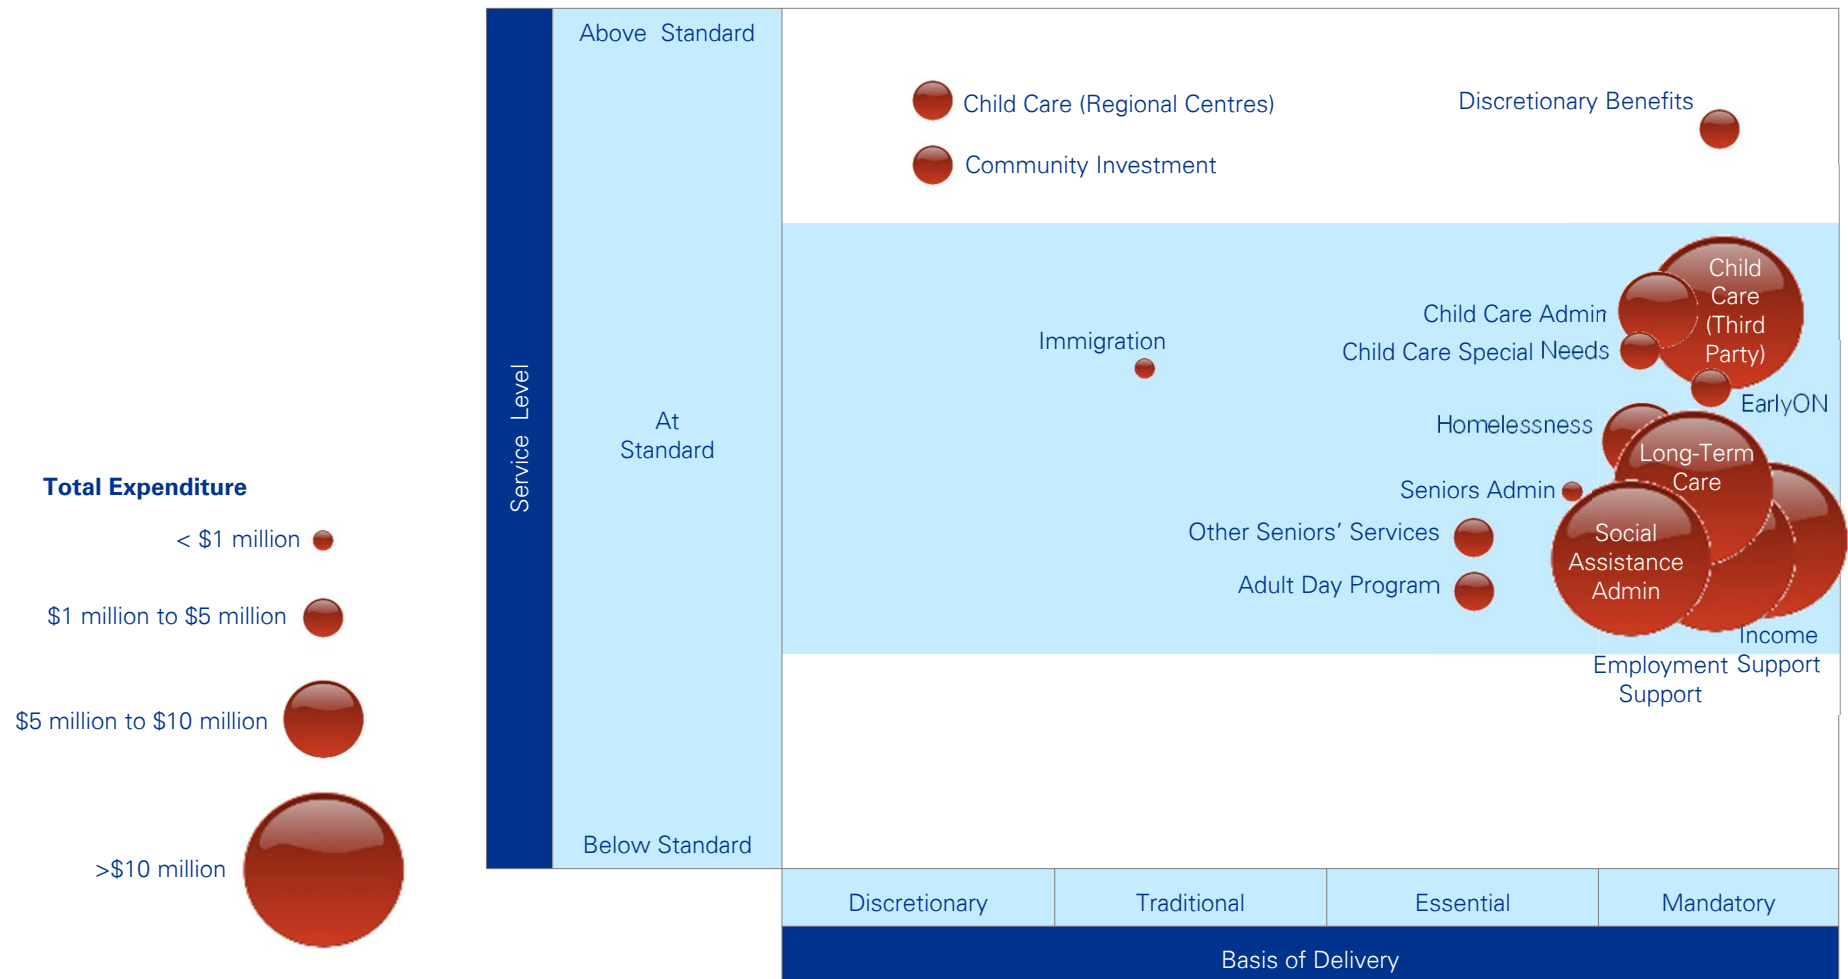 Above Standard
Child Care (Regional Centres)
Discretionary Benefits
Community Investment
Child
Care
(Third
Party)
Child Care Admin
Immigration
Child Care Special Needs
EarlyON
Service Level
At
Standard
Homelessness
Long-Term
Care
Seniors Admin
Other Seniors’ Services
Social
Assistance
Admin
Adult Day Program
Income
Support
Employment
Support
Below Standard
Total Expenditure
< $1 million
$1 million to $5 million
$5 million to $10 million
>$10 million
Discretionary
Traditional
Essential
Mandatory
Basis of Delivery